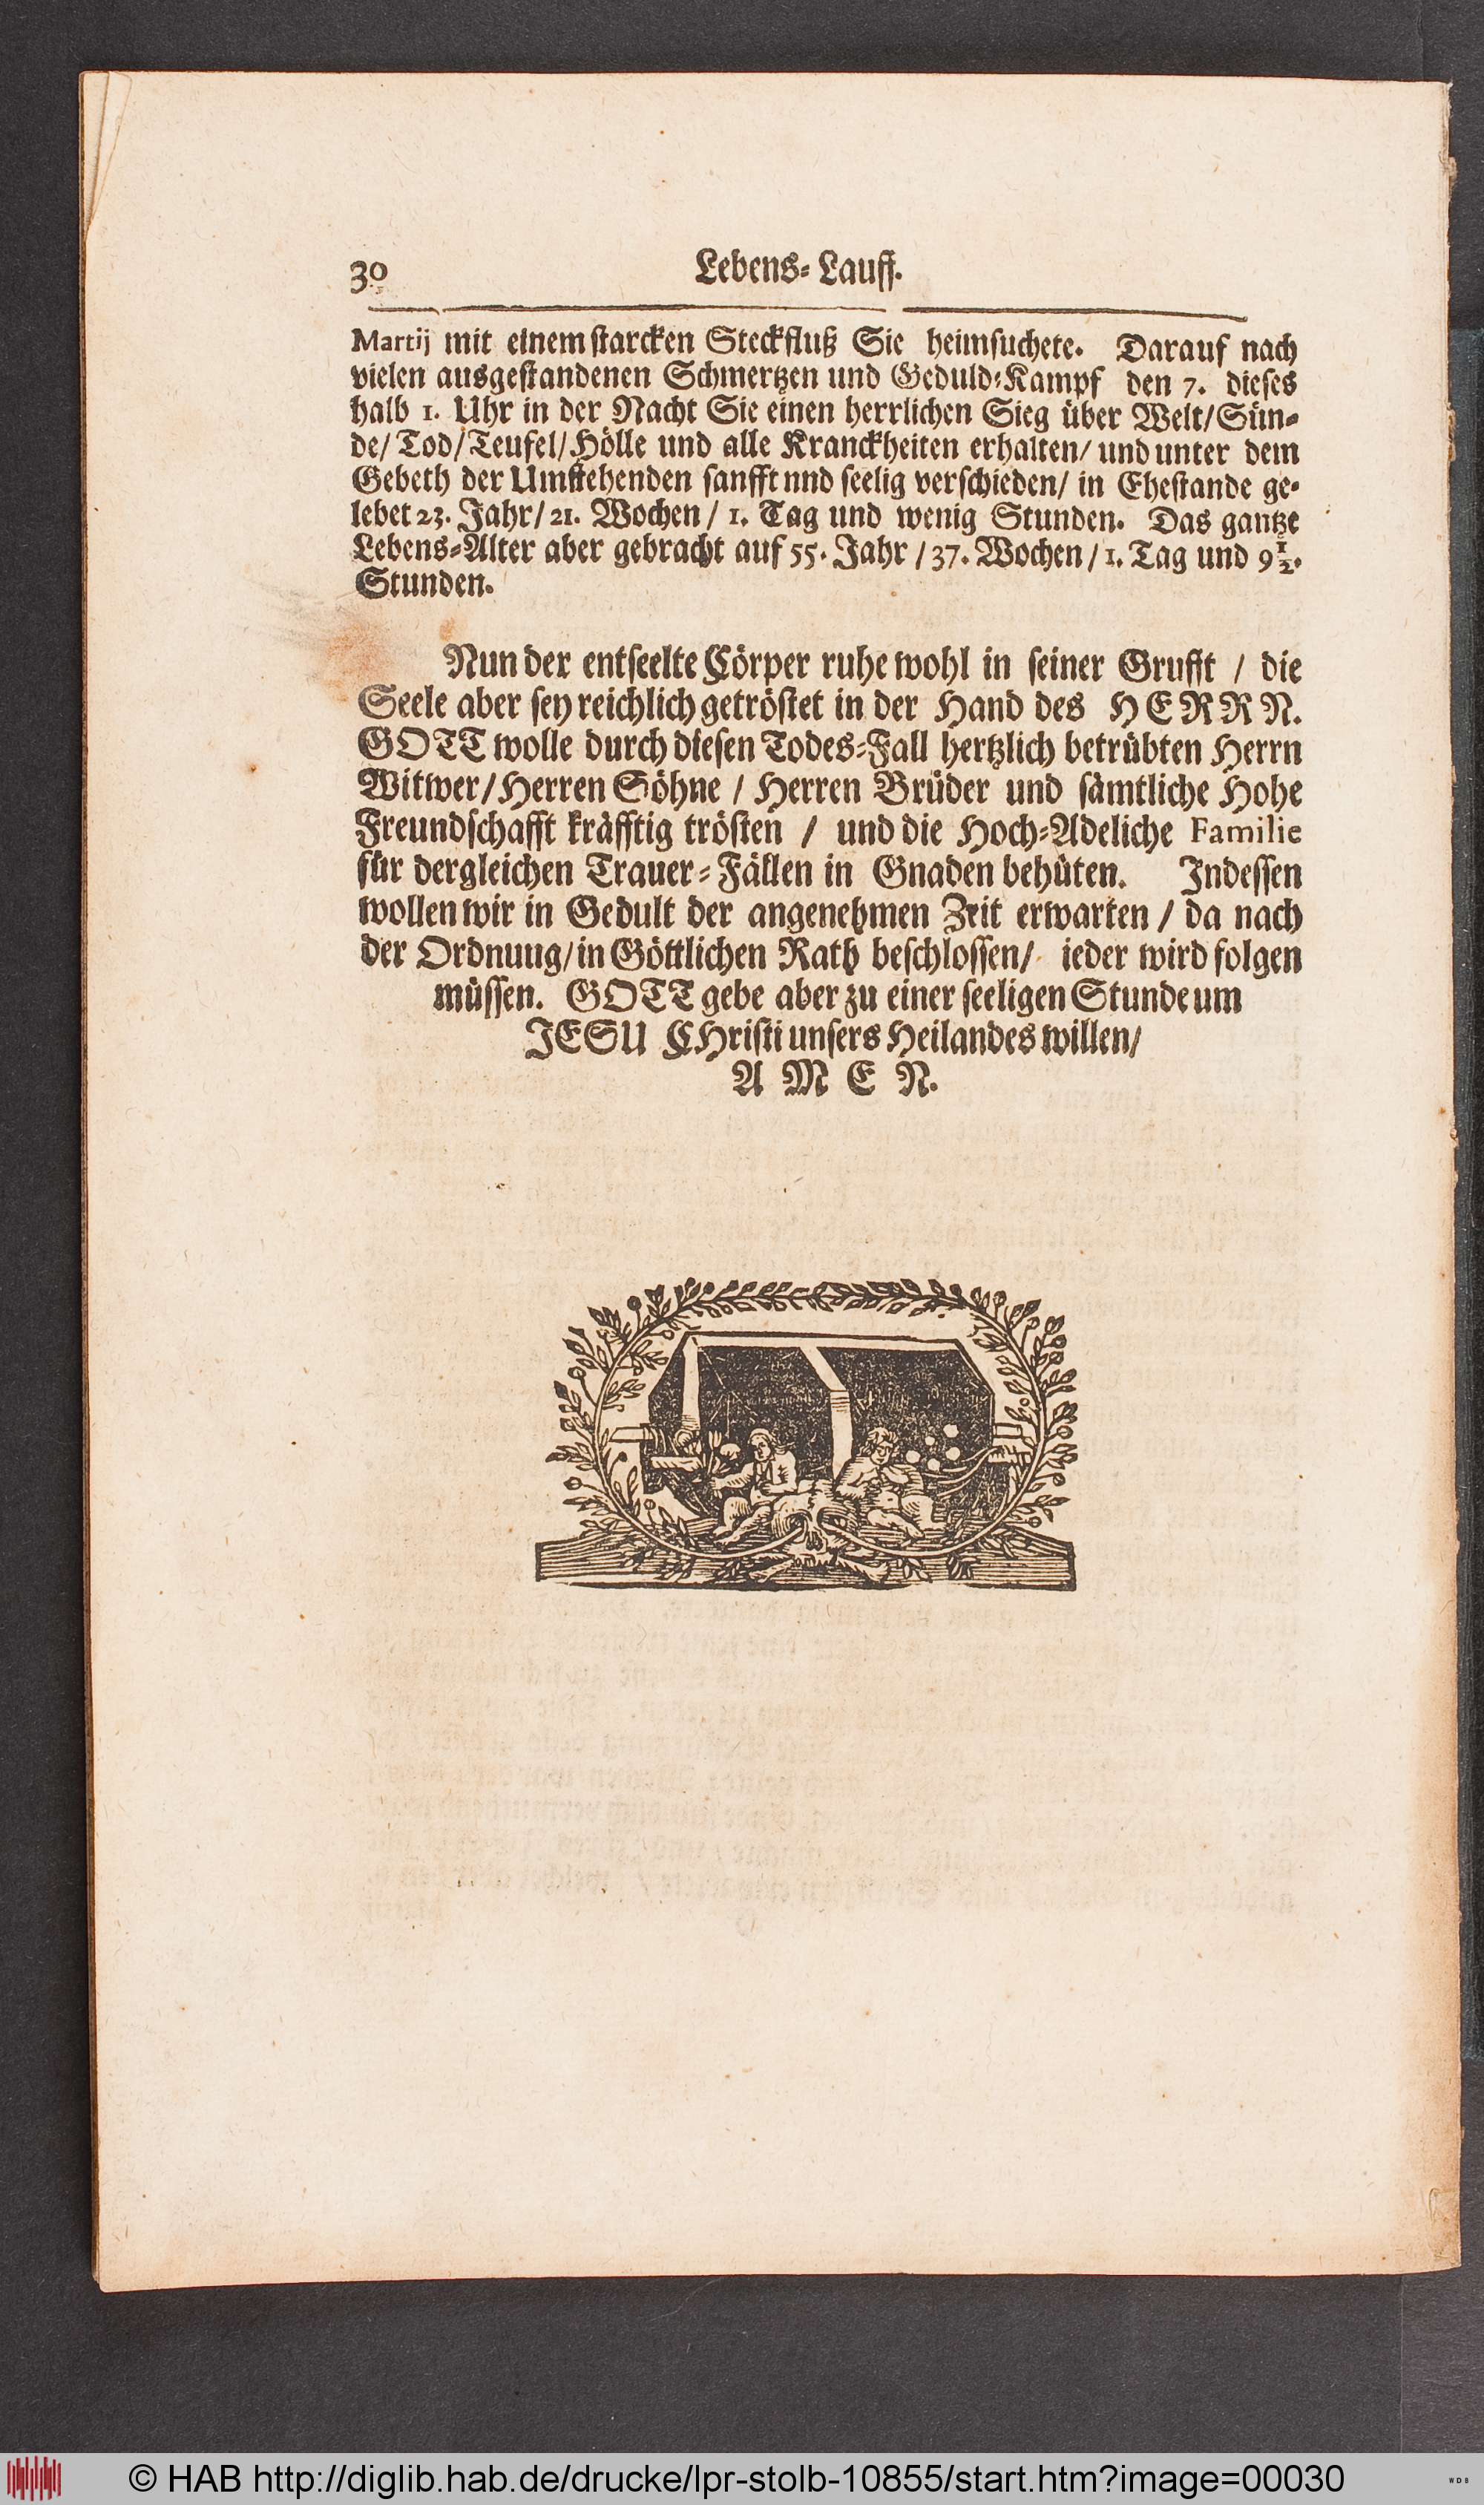 30 Lebens-Lauff.
Martij mit einem starcken Steckfluß Sie heimsuchete. Darauf nach
vielen ausgestandenen Schmertzen und Geduld-Kampf den 7. dieses
halb 1. Uhr in der Nacht Sie einen herrlichen Sieg über Welt/Sün-
de/ Tod/Teufel/Hölle und alle Kranckheiten erhalten/ und unter dem
Gebeth der Umstehenden sanfft nnd seelig verschieden/ in Ehestande ge-
lebet 23. Jahr/ 21. Wochen / 1. Tag und wenig Stunden. Das gantze
Lebens-Alter aber gebracht auf 55. Jahr / 37. Wochen / 1. Tag und 9½.
Stunden.
Nun der entseelte Cörper ruhe wohl in seiner Grufft / die
Seele aber sey reichlich getröstet in der Hand des HERRN.
GOTT wolle durch diesen Todes-Fall hertzlich betrübten Herrn
Witwer/Herren Söhne / Herren Brüder und sämtliche Hohe
Freundschafft kräfftig trösten / und die Hoch-Adeliche Familie
für dergleichen Trauer-Fällen in Gnaden behüten. Indessen
wollen wir in Gedult der angenehmen Zeit erwarten / da nach
der Ordnuug/in Göttlichen Rath beschlossen/ ieder wird folgen
müssen. GOTT gebe aber zu einer seeligen Stunde um
JESU CHristi unsers Heilandes willen/
A M E N.
© HAB http://diglib.hab.de/drucke/lpr-stolb-10855/start.htm?image=00030
WDB